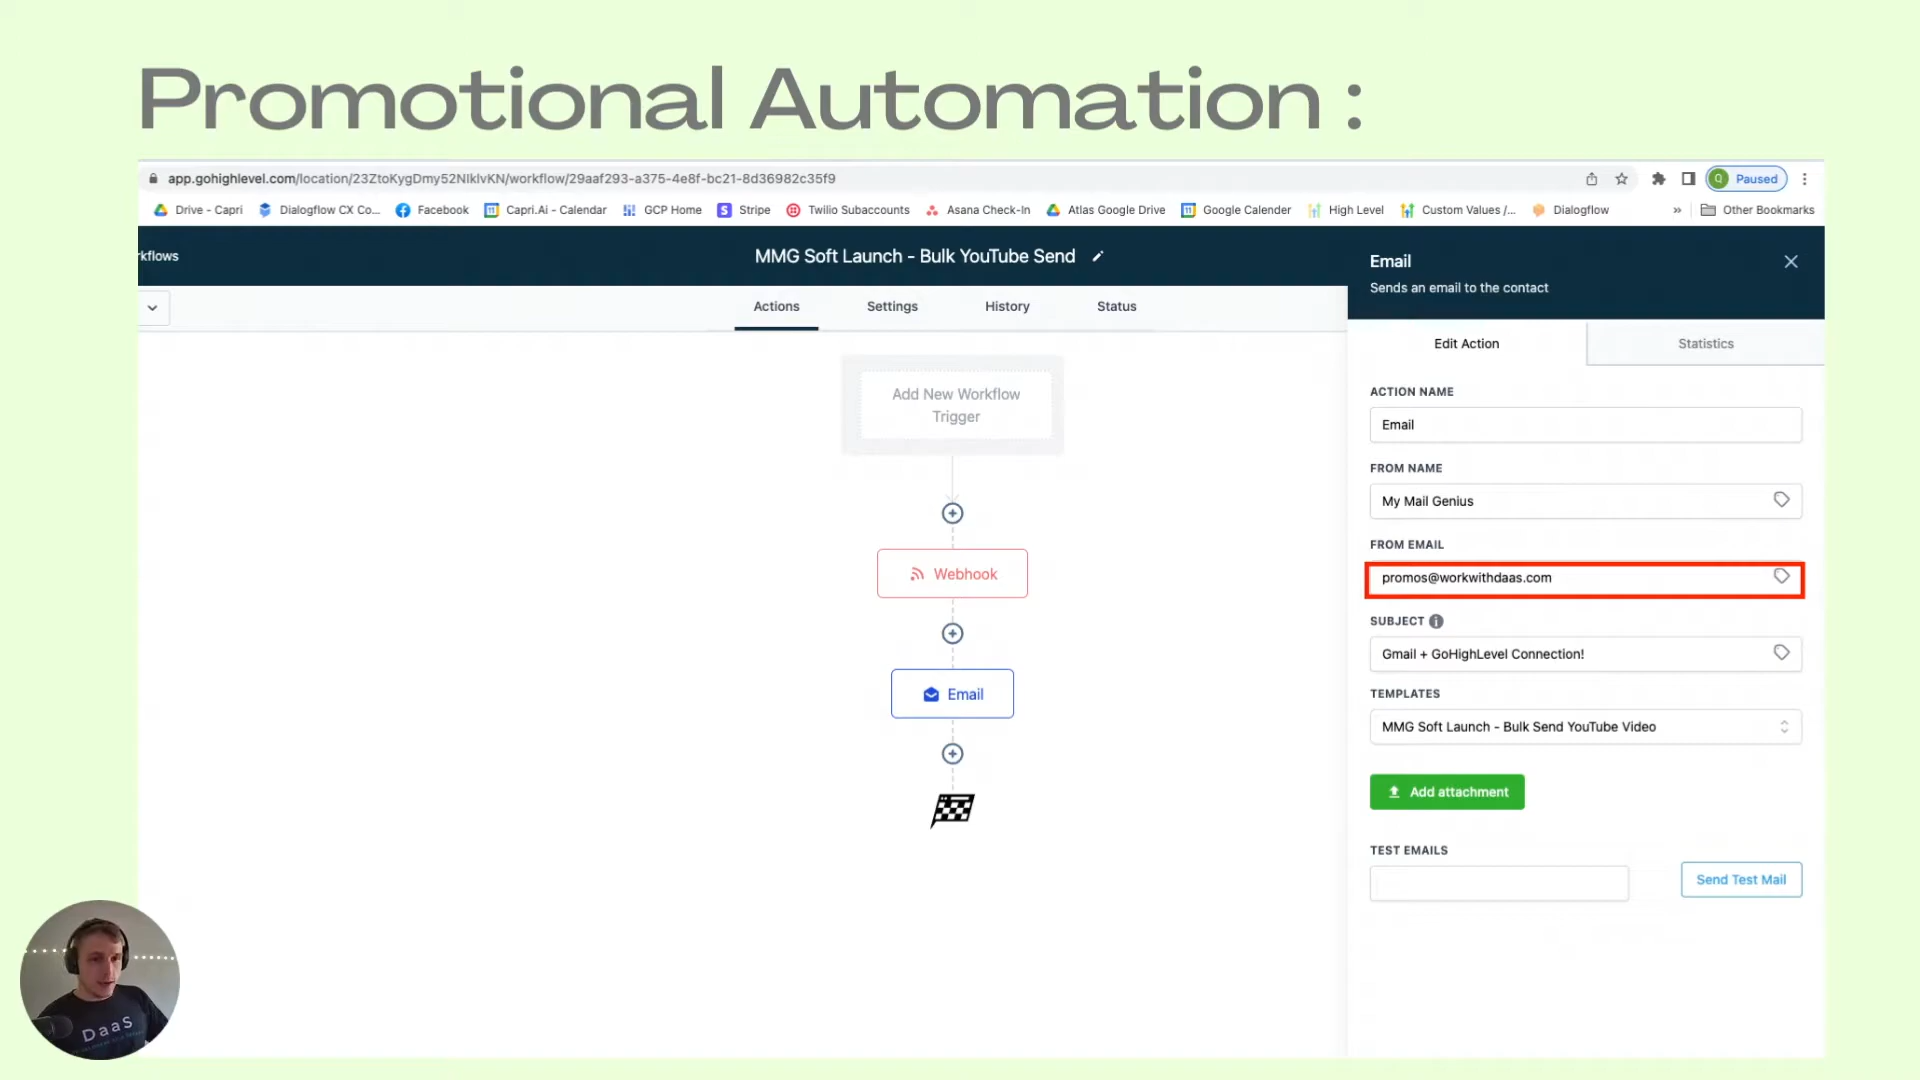 Promotional Automation :
app.gohighlevel.com/location/23ZtoKygDmy52NIklvKN/workflow/29aaf293-a375-4e8f-bc21-8d36982c35f9
Q Paused
Drive - Capri Dialogflow CX Co... Facebook Capri.Ai - Calendar GCP Home Stripe Twilio Subaccounts Asana Check-In Atlas Google Drive Google Calender High Level Custom Values /... Dialogflow » Other Bookmarks
rkflows
MMG Soft Launch - Bulk YouTube Send
Actions Settings History Status
Add New Workflow
Trigger
Webhook
Email
Email
Sends an email to the contact
Edit Action Statistics
ACTION NAME
Email
FROM NAME
My Mail Genius
FROM EMAIL
promos@workwithdaas.com
SUBJECT
Gmail + GoHighLevel Connection!
TEMPLATES
MMG Soft Launch - Bulk Send YouTube Video
Add attachment
TEST EMAILS
Send Test Mail
DaaS